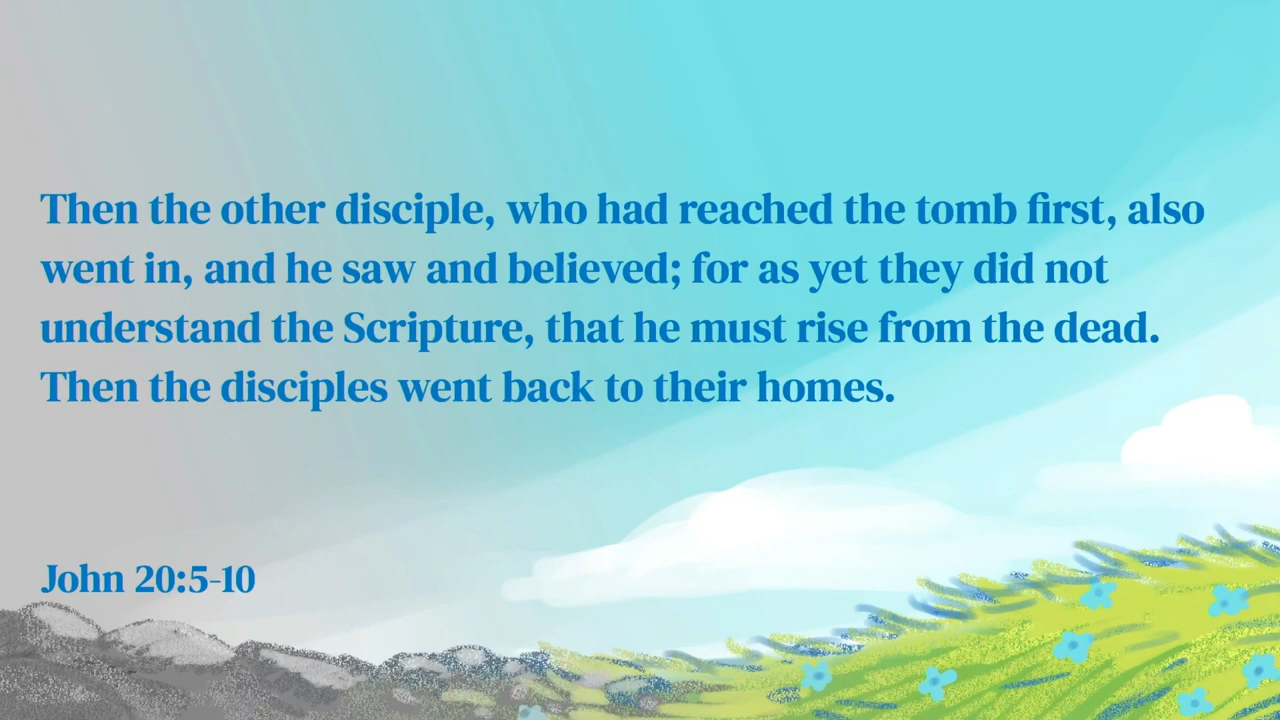 Then the other disciple, who had reached the tomb first, also
went in, and he saw and believed; for as yet they did not
understand the Scripture, that he must rise from the dead.
Then the disciples went back to their homes.
John 20:5-10